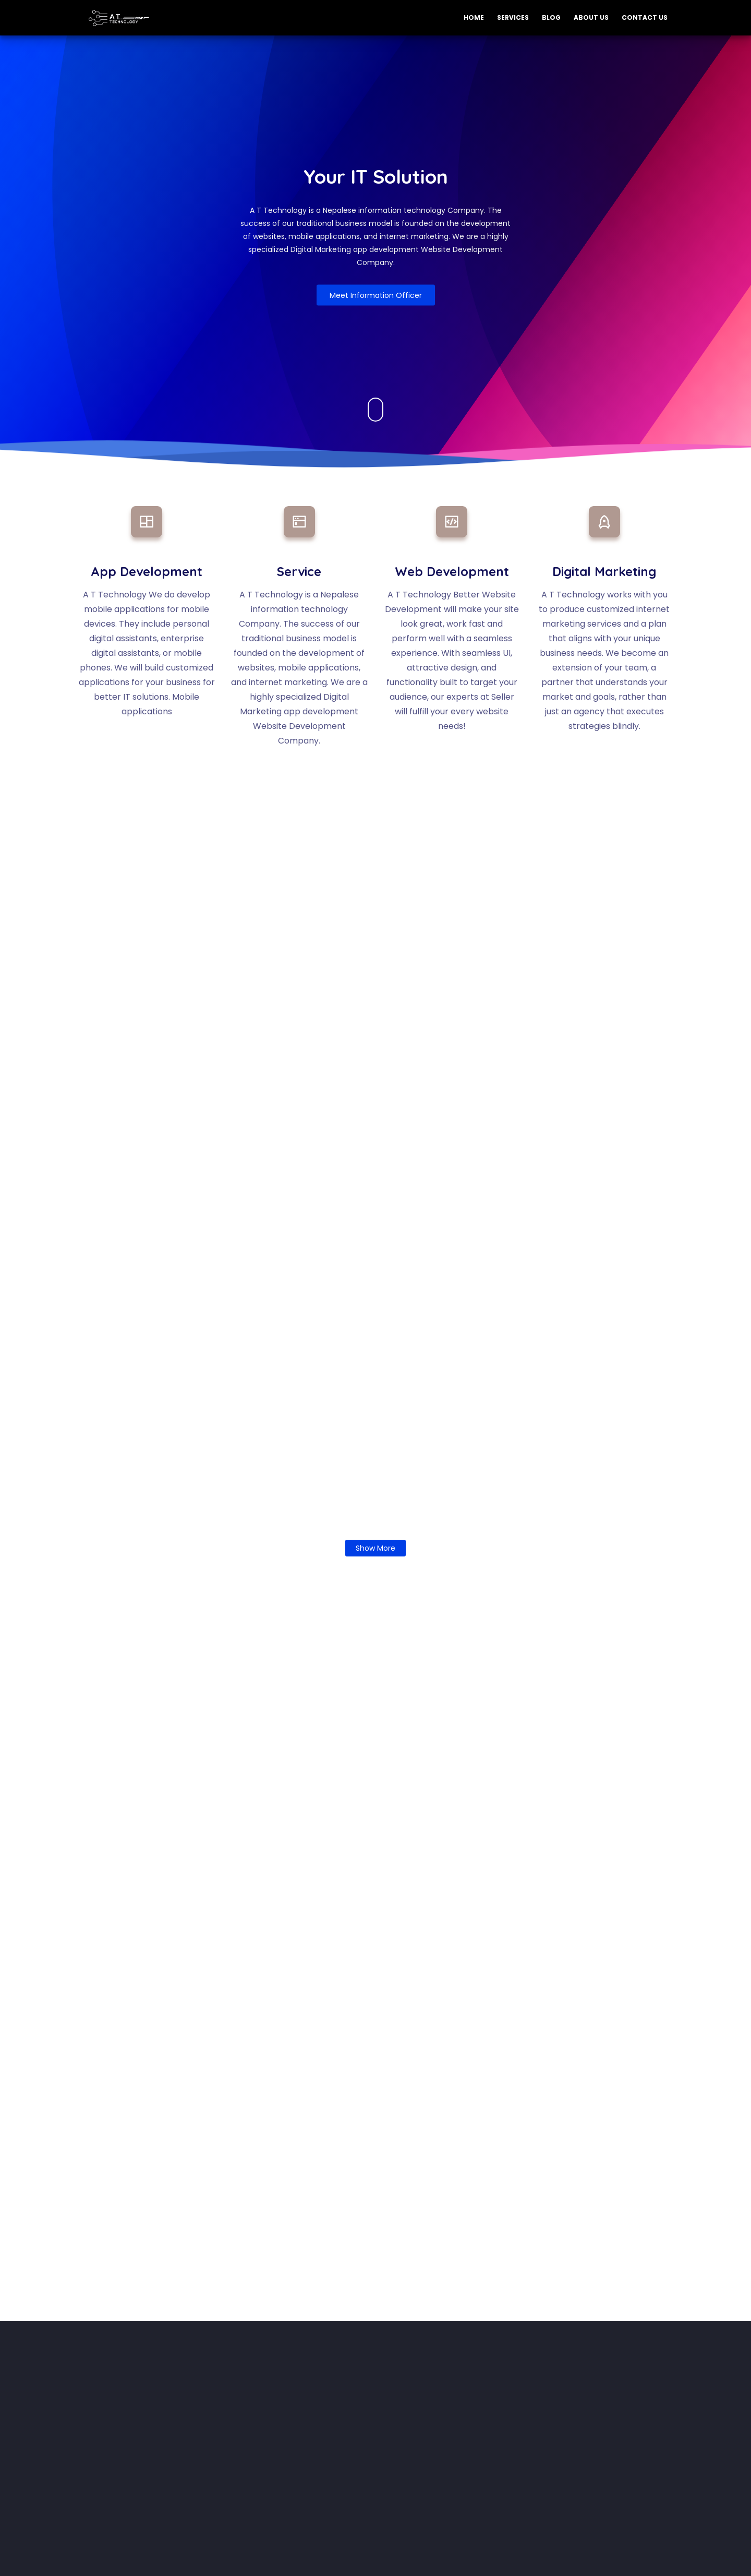 A T
TECHNOLOGY
HOME SERVICES BLOG ABOUT US CONTACT US
Your IT Solution
A T Technology is a Nepalese information technology Company. The
success of our traditional business model is founded on the development
of websites, mobile applications, and internet marketing. We are a highly
specialized Digital Marketing app development Website Development
Company.
Meet Information Officer
App Development
A T Technology We do develop
mobile applications for mobile
devices. They include personal
digital assistants, enterprise
digital assistants, or mobile
phones. We will build customized
applications for your business for
better IT solutions. Mobile
applications
Service
A T Technology is a Nepalese
information technology
Company. The success of our
traditional business model is
founded on the development of
websites, mobile applications,
and internet marketing. We are a
highly specialized Digital
Marketing app development
Website Development
Company.
Web Development
A T Technology Better Website
Development will make your site
look great, work fast and
perform well with a seamless
experience. With seamless UI,
attractive design, and
functionality built to target your
audience, our experts at Seller
will fulfill your every website
needs!
Digital Marketing
A T Technology works with you
to produce customized internet
marketing services and a plan
that aligns with your unique
business needs. We become an
extension of your team, a
partner that understands your
market and goals, rather than
just an agency that executes
strategies blindly.
Show More